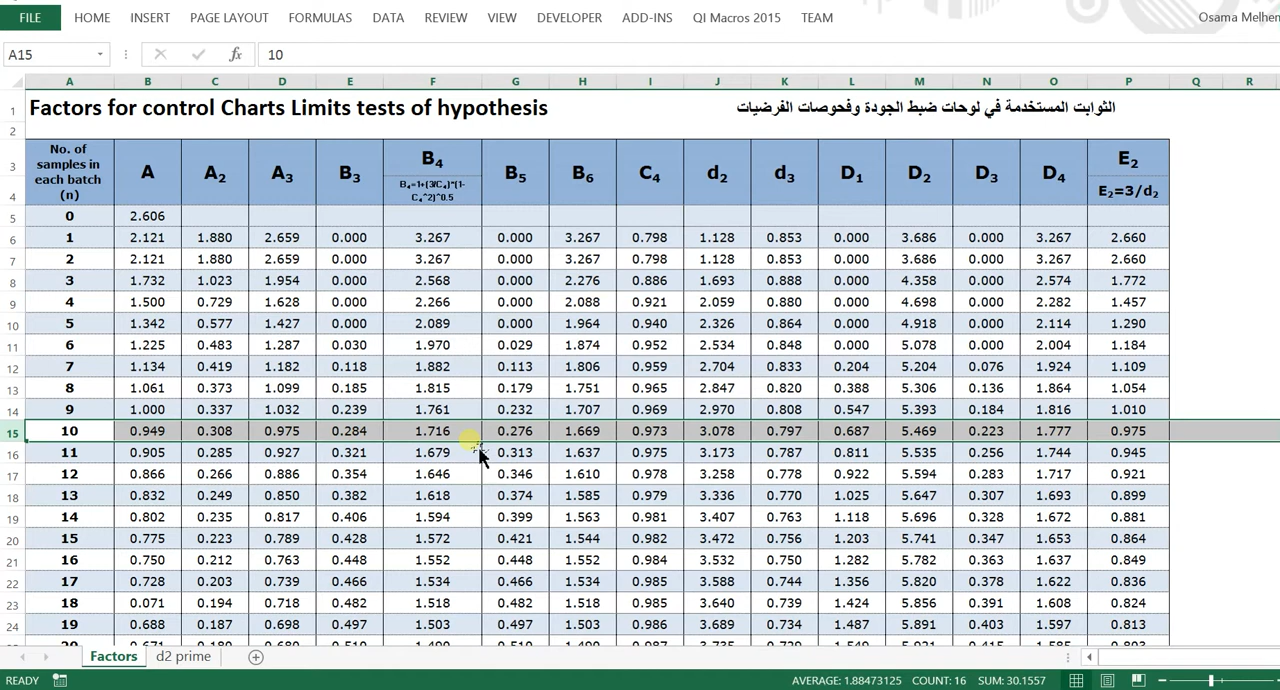 FILE HOME INSERT PAGE LAYOUT FORMULAS DATA REVIEW VIEW DEVELOPER ADD-INS QI Macros 2015 TEAM Osama Melhem
A15 fx 10
A B C D E F G H I J K L M N O P Q R
1 Factors for control Charts Limits tests of hypothesis الثوابت المستخدمة في لوحات ضبط الجودة وفحوصات الفرضيات
2
3 No. of samples in each batch (n) A A2 A3 B3 B4 B5 B6 C4 d2 d3 D1 D2 D3 D4 E2
4 B4=1+(3/C4)*(1-C4^2)^0.5 E2=3/d2
5 0 2.606
6 1 2.121 1.880 2.659 0.000 3.267 0.000 3.267 0.798 1.128 0.853 0.000 3.686 0.000 3.267 2.660
7 2 2.121 1.880 2.659 0.000 3.267 0.000 3.267 0.798 1.128 0.853 0.000 3.686 0.000 3.267 2.660
8 3 1.732 1.023 1.954 0.000 2.568 0.000 2.276 0.886 1.693 0.888 0.000 4.358 0.000 2.574 1.772
9 4 1.500 0.729 1.628 0.000 2.266 0.000 2.088 0.921 2.059 0.880 0.000 4.698 0.000 2.282 1.457
10 5 1.342 0.577 1.427 0.000 2.089 0.000 1.964 0.940 2.326 0.864 0.000 4.918 0.000 2.114 1.290
11 6 1.225 0.483 1.287 0.030 1.970 0.029 1.874 0.952 2.534 0.848 0.000 5.078 0.000 2.004 1.184
12 7 1.134 0.419 1.182 0.118 1.882 0.113 1.806 0.959 2.704 0.833 0.204 5.204 0.076 1.924 1.109
13 8 1.061 0.373 1.099 0.185 1.815 0.179 1.751 0.965 2.847 0.820 0.388 5.306 0.136 1.864 1.054
14 9 1.000 0.337 1.032 0.239 1.761 0.232 1.707 0.969 2.970 0.808 0.547 5.393 0.184 1.816 1.010
15 10 0.949 0.308 0.975 0.284 1.716 0.276 1.669 0.973 3.078 0.797 0.687 5.469 0.223 1.777 0.975
16 11 0.905 0.285 0.927 0.321 1.679 0.313 1.637 0.975 3.173 0.787 0.811 5.535 0.256 1.744 0.945
17 12 0.866 0.266 0.886 0.354 1.646 0.346 1.610 0.978 3.258 0.778 0.922 5.594 0.283 1.717 0.921
18 13 0.832 0.249 0.850 0.382 1.618 0.374 1.585 0.979 3.336 0.770 1.025 5.647 0.307 1.693 0.899
19 14 0.802 0.235 0.817 0.406 1.594 0.399 1.563 0.981 3.407 0.763 1.118 5.696 0.328 1.672 0.881
20 15 0.775 0.223 0.789 0.428 1.572 0.421 1.544 0.982 3.472 0.756 1.203 5.741 0.347 1.653 0.864
21 16 0.750 0.212 0.763 0.448 1.552 0.448 1.552 0.984 3.532 0.750 1.282 5.782 0.363 1.637 0.849
22 17 0.728 0.203 0.739 0.466 1.534 0.466 1.534 0.985 3.588 0.744 1.356 5.820 0.378 1.622 0.836
23 18 0.071 0.194 0.718 0.482 1.518 0.482 1.518 0.985 3.640 0.739 1.424 5.856 0.391 1.608 0.824
24 19 0.688 0.187 0.698 0.497 1.503 0.497 1.503 0.986 3.689 0.734 1.487 5.891 0.403 1.597 0.813
Factors d2 prime
READY AVERAGE: 1.88473125 COUNT: 16 SUM: 30.1557